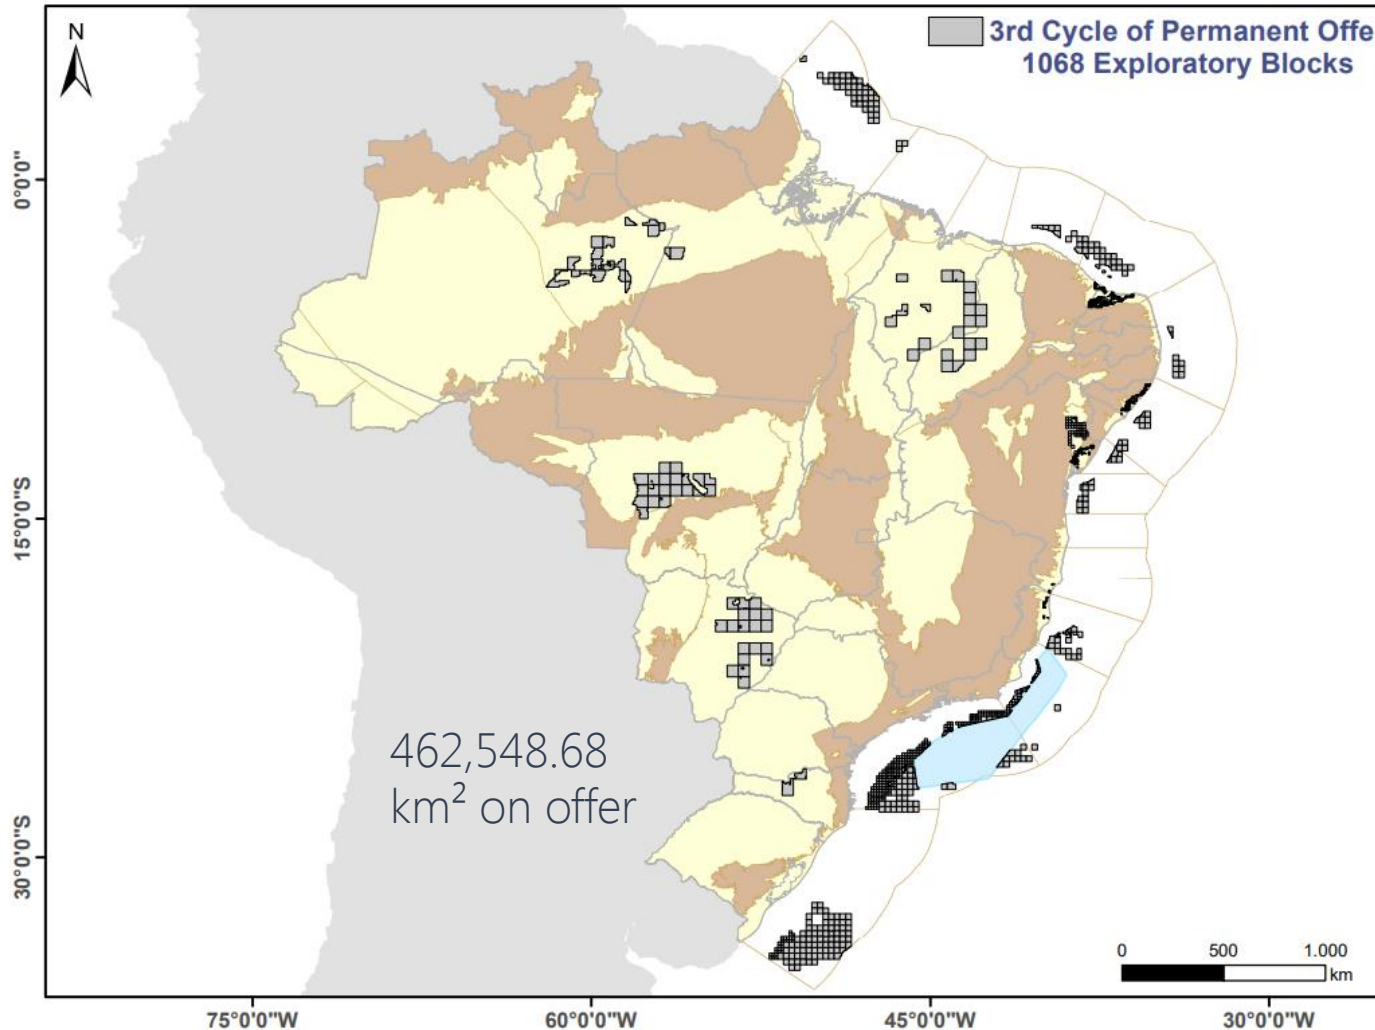 N
3rd Cycle of Permanent Offe
1068 Exploratory Blocks
0°0'0"
15°0'0"S
30°0'0"S
462,548.68
km² on offer
0 500 1.000
km
75°0'0"W 60°0'0"W 45°0'0"W 30°0'0"W